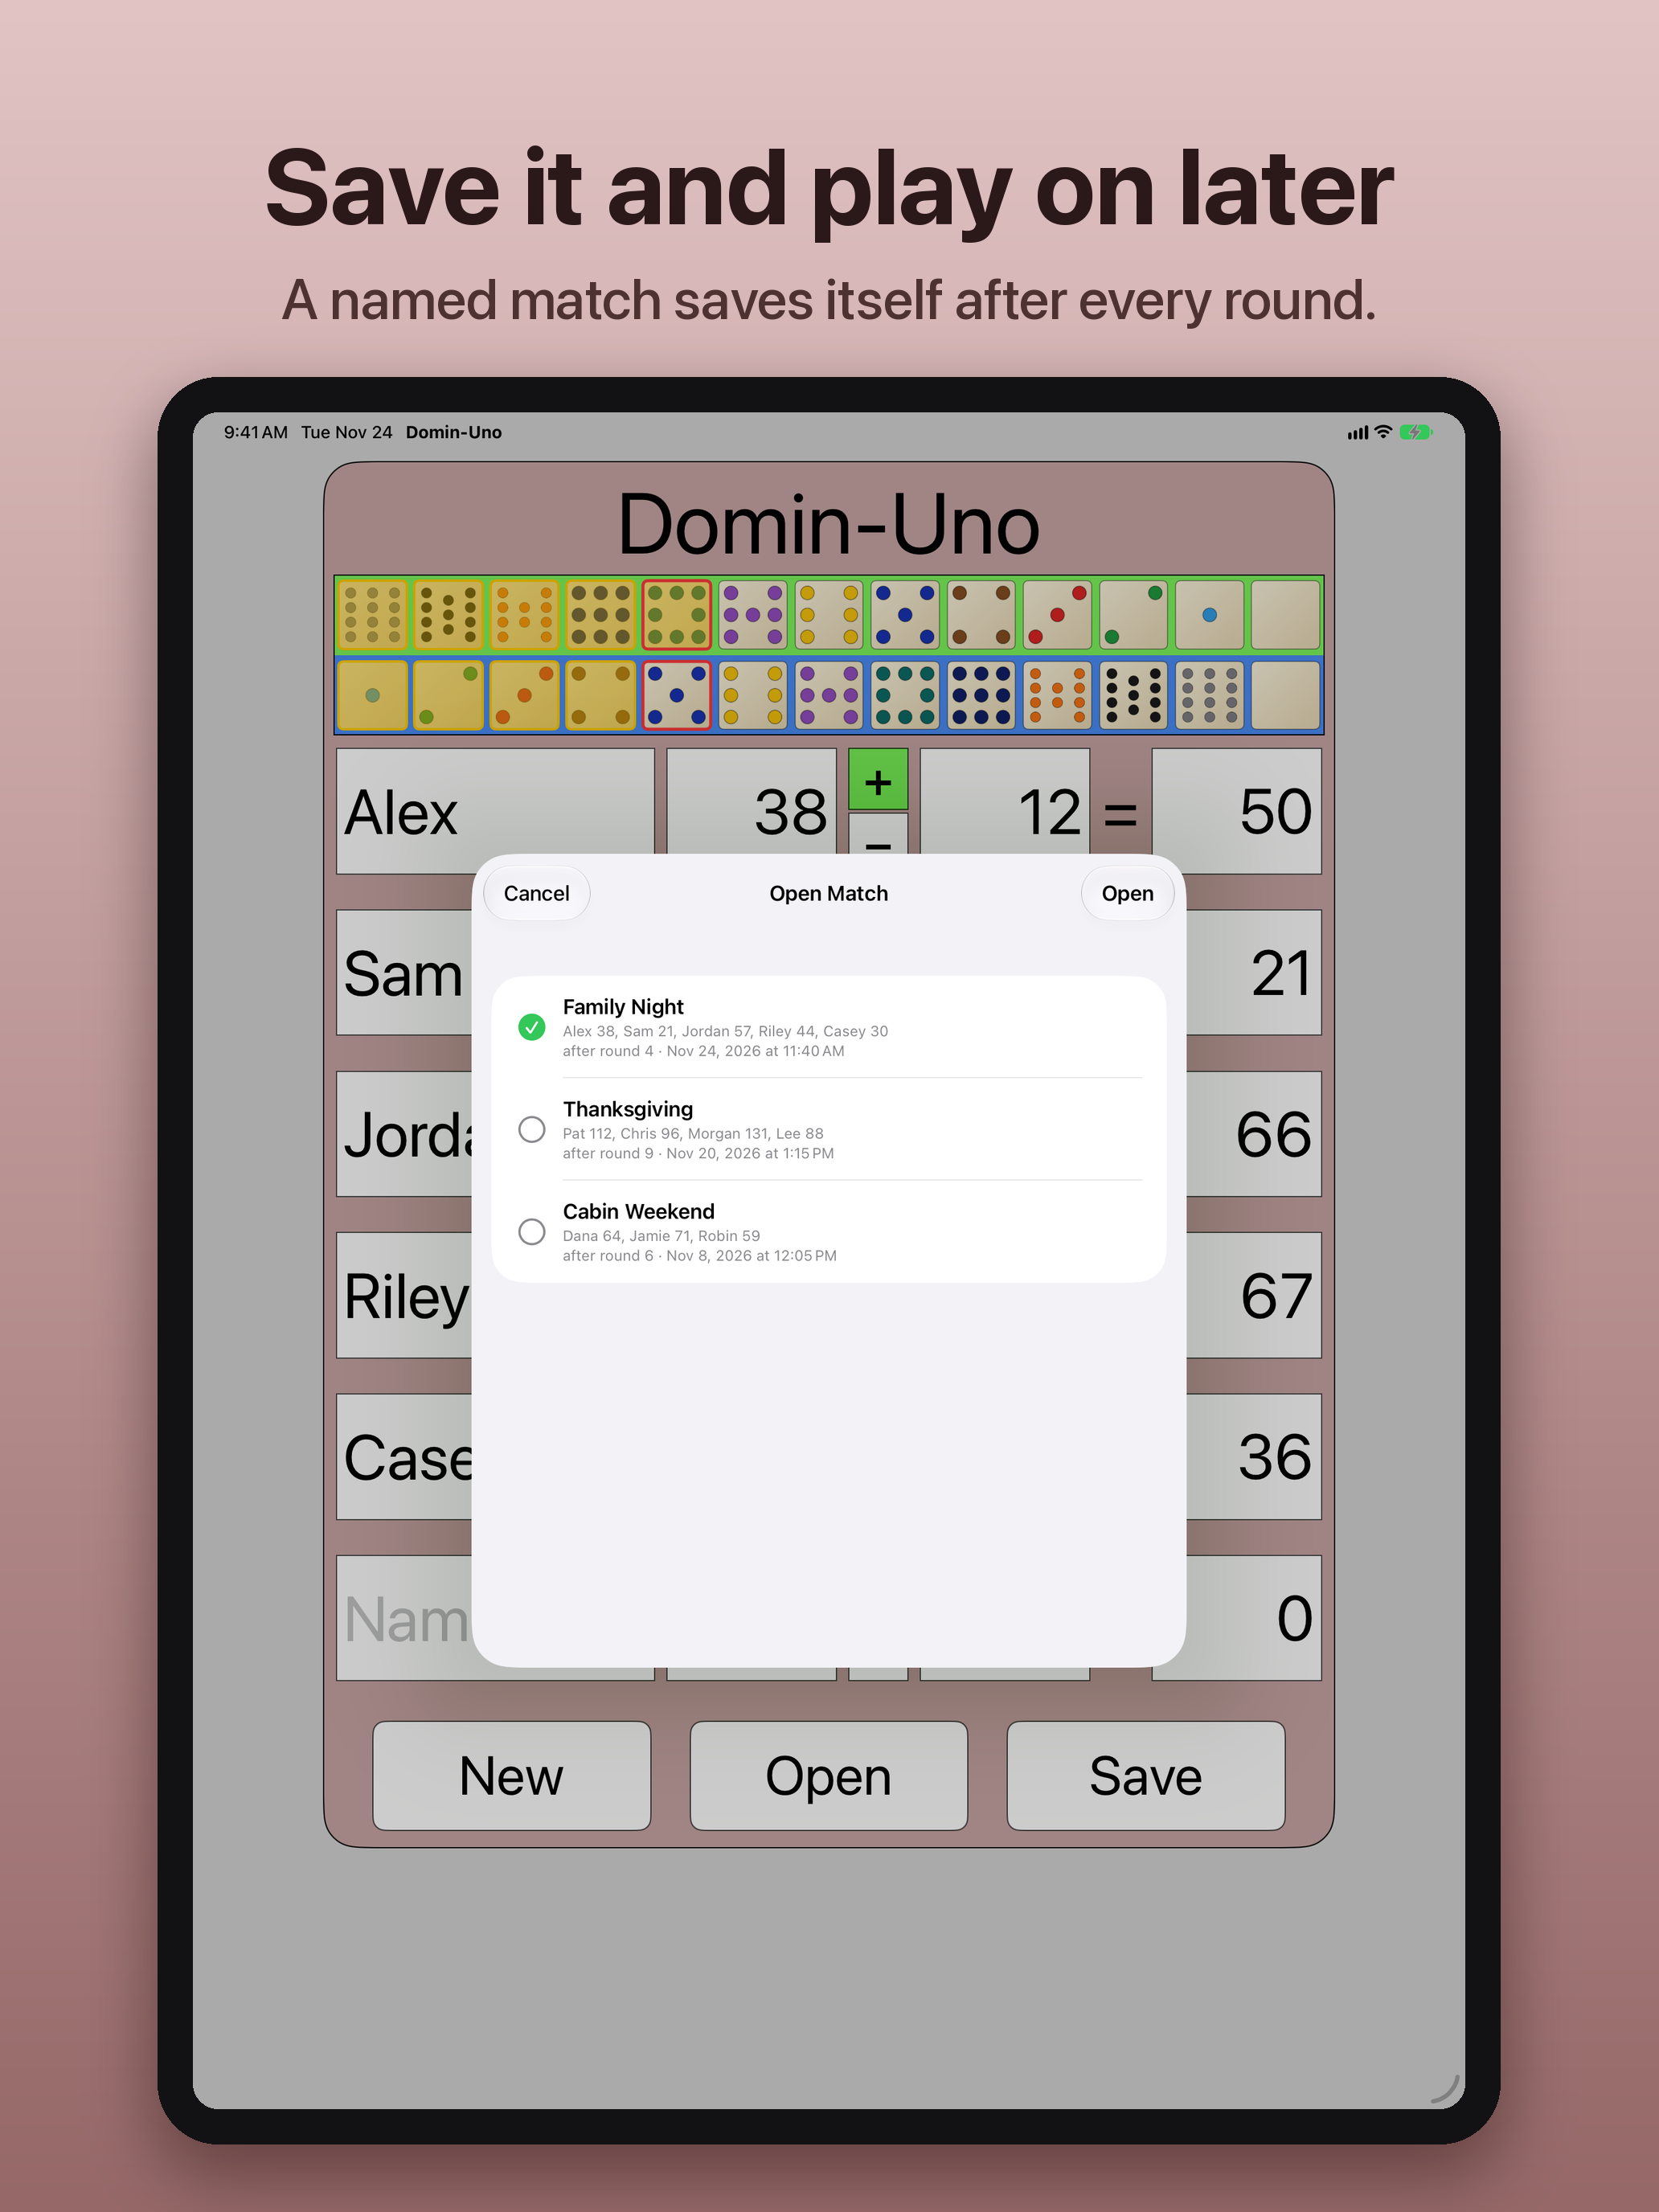 Save it and play on later
A named match saves itself after every round.
9:41 AM Tue Nov 24 Domin-Uno
Domin-Uno
Alex 38 + 12 = 50
−
Cancel Open Match Open
Sam 21
Family Night
Alex 38, Sam 21, Jordan 57, Riley 44, Casey 30
after round 4 · Nov 24, 2026 at 11:40 AM
Thanksgiving
Pat 112, Chris 96, Morgan 131, Lee 88
after round 9 · Nov 20, 2026 at 1:15 PM
Jorda 66
Cabin Weekend
Dana 64, Jamie 71, Robin 59
after round 6 · Nov 8, 2026 at 12:05 PM
Riley 67
Case 36
Nam 0
New Open Save